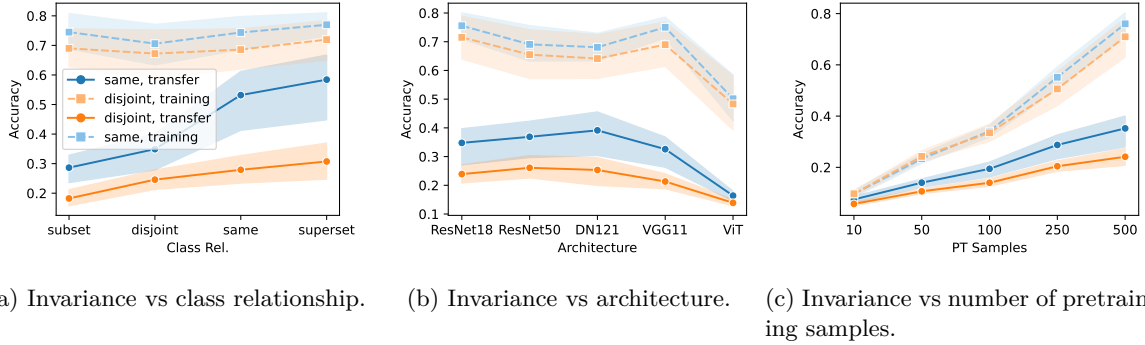 0.8
0.7
0.6
0.5
0.4
0.3
0.2
Accuracy
same, transfer
disjoint, training
disjoint, transfer
same, training
subset disjoint same superset
Class Rel.
0.8
0.7
0.6
0.5
0.4
0.3
0.2
0.1
Accuracy
ResNet18 ResNet50 DN121 VGG11 ViT
Architecture
0.8
0.6
0.4
0.2
Accuracy
10 50 100 250 500
PT Samples
a) Invariance vs class relationship.
(b) Invariance vs architecture.
(c) Invariance vs number of pretrain
ing samples.